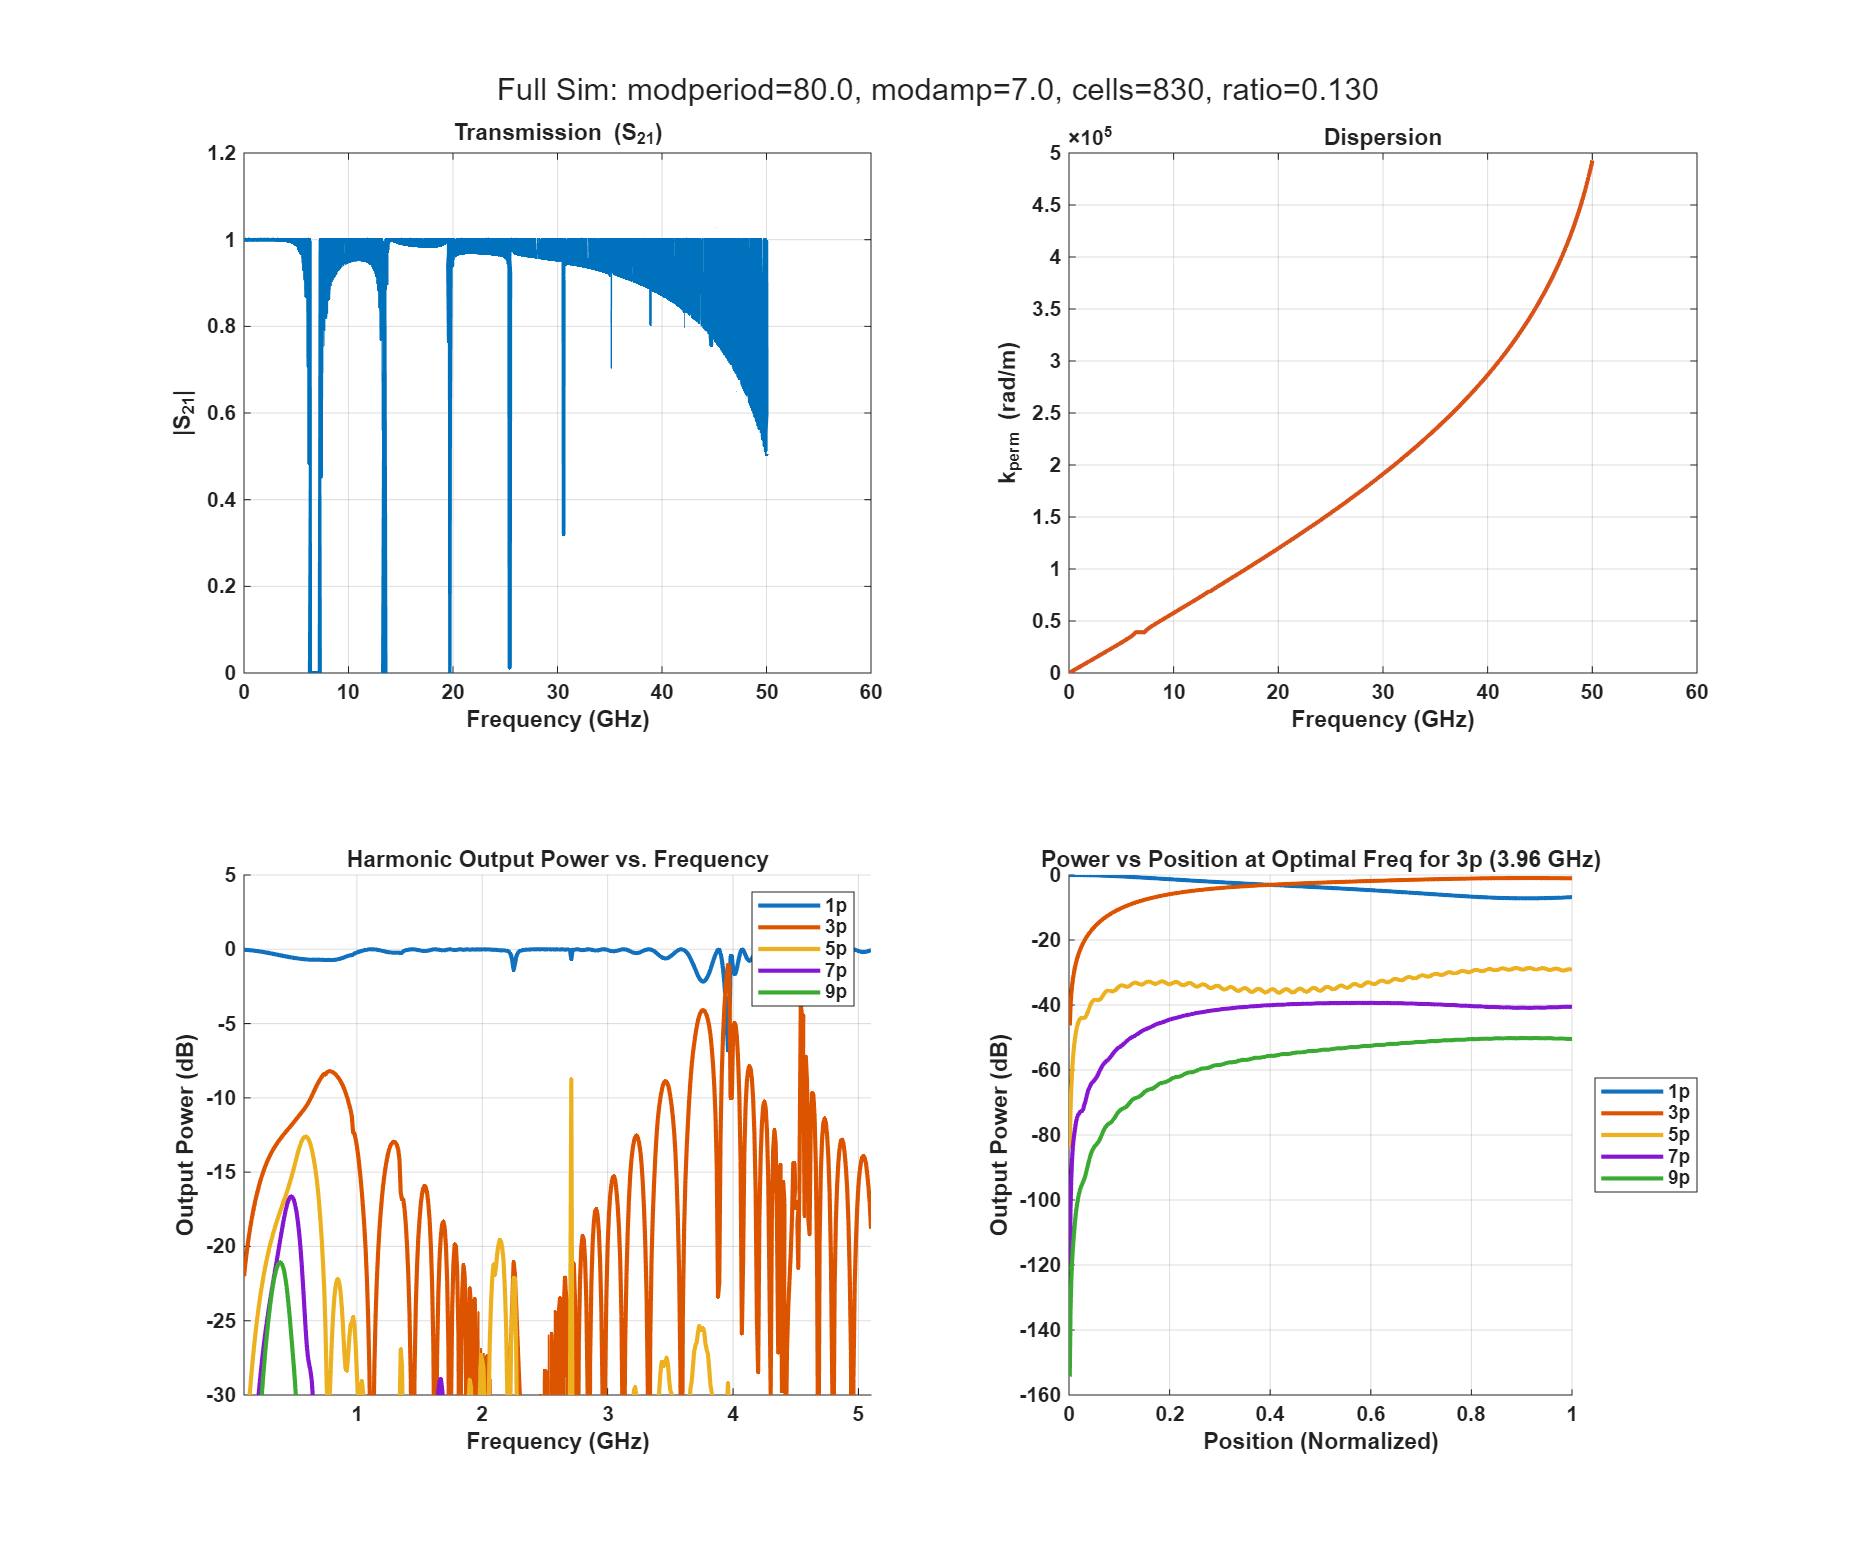 Full Sim: modperiod=80.0, modamp=7.0, cells=830, ratio=0.130
Transmission (S21)
1.2
1
0.8
0.6
0.4
0.2
0
0 10 20 30 40 50 60
|S21|
Frequency (GHz)
×10^5
Dispersion
5
4.5
4
3.5
3
2.5
2
1.5
1
0.5
0
0 10 20 30 40 50 60
kperm (rad/m)
Frequency (GHz)
Harmonic Output Power vs. Frequency
5
0
-5
-10
-15
-20
-25
-30
1 2 3 4 5
Output Power (dB)
Frequency (GHz)
1p
3p
5p
7p
9p
Power vs Position at Optimal Freq for 3p (3.96 GHz)
0
-20
-40
-60
-80
-100
-120
-140
-160
0 0.2 0.4 0.6 0.8 1
Output Power (dB)
Position (Normalized)
1p
3p
5p
7p
9p